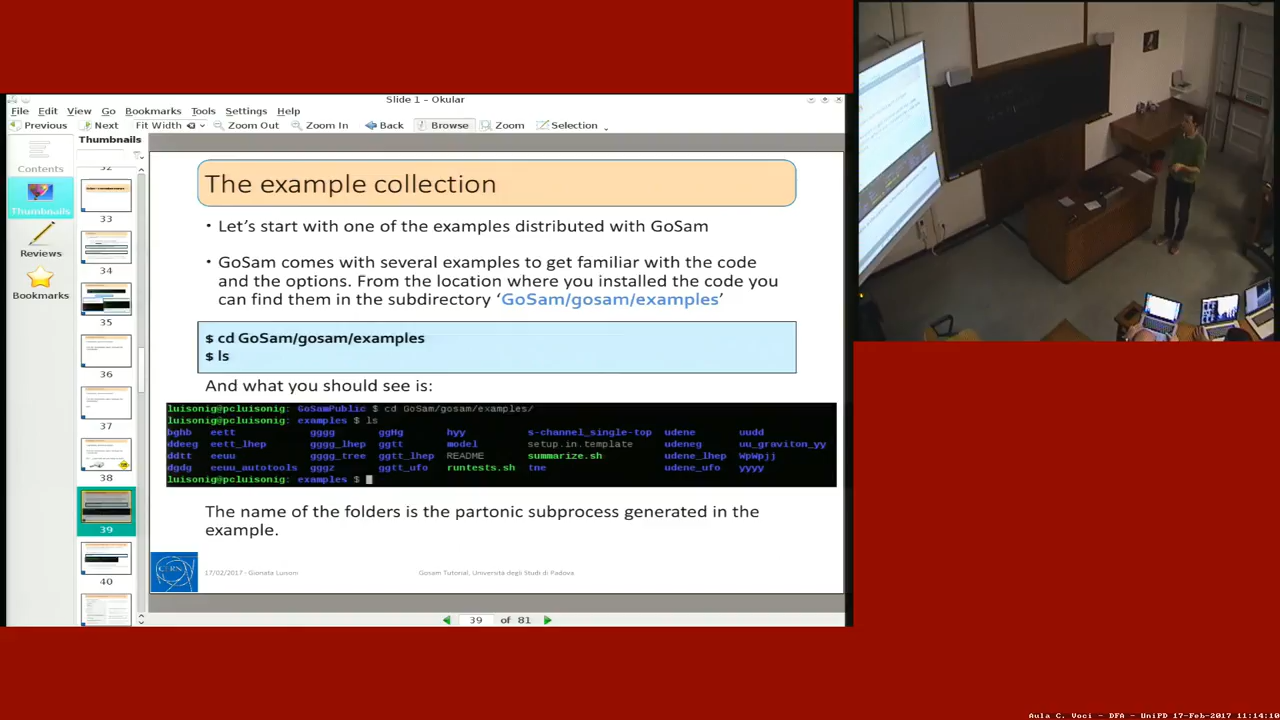 Slide 1 - Okular
File Edit View Go Bookmarks Tools Settings Help
Previous Next Fit Width Zoom Out Zoom In Back Browse Zoom Selection
Contents
Thumbnails
Reviews
Bookmarks
Thumbnails
32
33
34
35
36
37
38
39
40
The example collection
• Let's start with one of the examples distributed with GoSam
• GoSam comes with several examples to get familiar with the code
and the options. From the location where you installed the code you
can find them in the subdirectory ‘GoSam/gosam/examples’
$ cd GoSam/gosam/examples
$ ls
And what you should see is:
luisonig@pcluisonig: GoSamPublic $ cd GoSam/gosam/examples/
luisonig@pcluisonig: examples $ ls
bghb eett gggg ggHg hyy s-channel_single-top udene uudd
ddeeg eett_lhep gggg_lhep ggtt model setup.in.template udeneg uu_graviton_yy
ddtt eeuu gggg_tree ggtt_lhep README summarize.sh udene_lhep WpWpjj
dgdg eeuu_autotools gggz ggtt_ufo runtests.sh tne udene_ufo yyyy
luisonig@pcluisonig: examples $
The name of the folders is the partonic subprocess generated in the
example.
CERN
17/02/2017 - Gionata Luisoni
Gosam Tutorial, Università degli Studi di Padova
39 of 81
Aula C. Voci - DFA - UniPD 17-Feb-2017 11:14:10